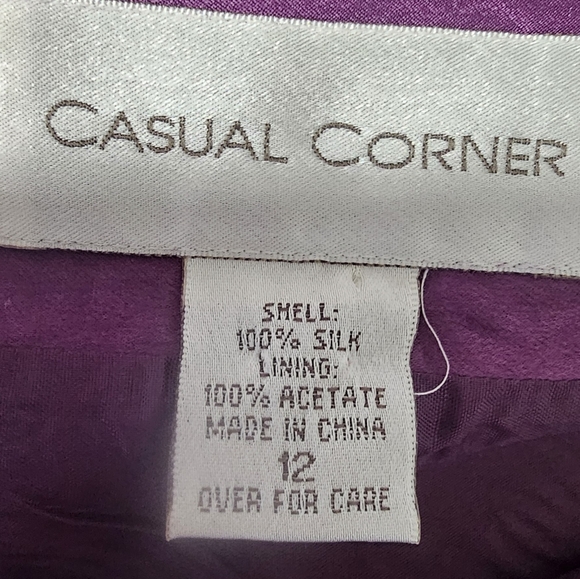 CASUAL CORNER
SHELL:
100% SILK
LINING:
100% ACETATE
MADE IN CHINA
12
OVER FOR CARE